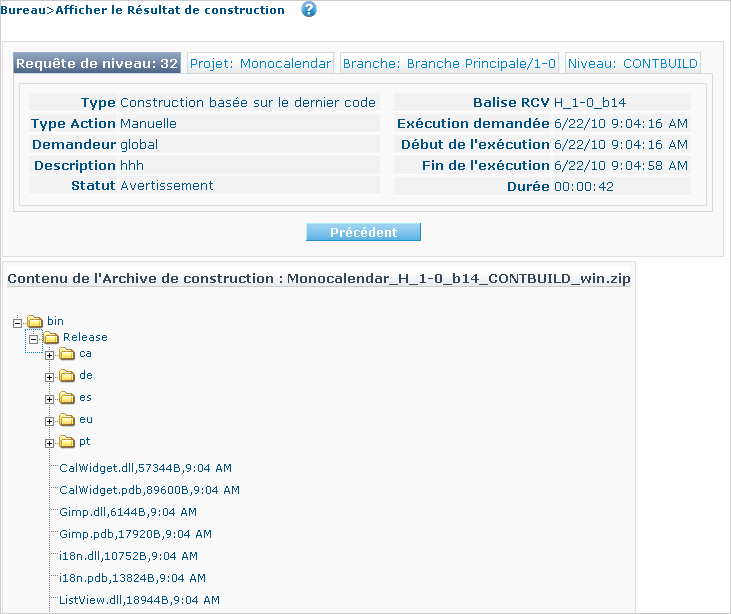 Bureau>Afficher le Résultat de construction ?
Requête de niveau: 32 Projet: Monocalendar Branche: Branche Principale/1-0 Niveau: CONTBUILD
Type Construction basée sur le dernier code
Type Action Manuelle
Demandeur global
Description hhh
Statut Avertissement
Balise RCV H_1-0_b14
Exécution demandée 6/22/10 9:04:16 AM
Début de l'exécution 6/22/10 9:04:16 AM
Fin de l'exécution 6/22/10 9:04:58 AM
Durée 00:00:42
Précédent
Contenu de l'Archive de construction : Monocalendar_H_1-0_b14_CONTBUILD_win.zip
bin
Release
ca
de
es
eu
pt
CalWidget.dll,57344B,9:04 AM
CalWidget.pdb,89600B,9:04 AM
Gimp.dll,6144B,9:04 AM
Gimp.pdb,17920B,9:04 AM
i18n.dll,10752B,9:04 AM
i18n.pdb,13824B,9:04 AM
ListView.dll,18944B,9:04 AM